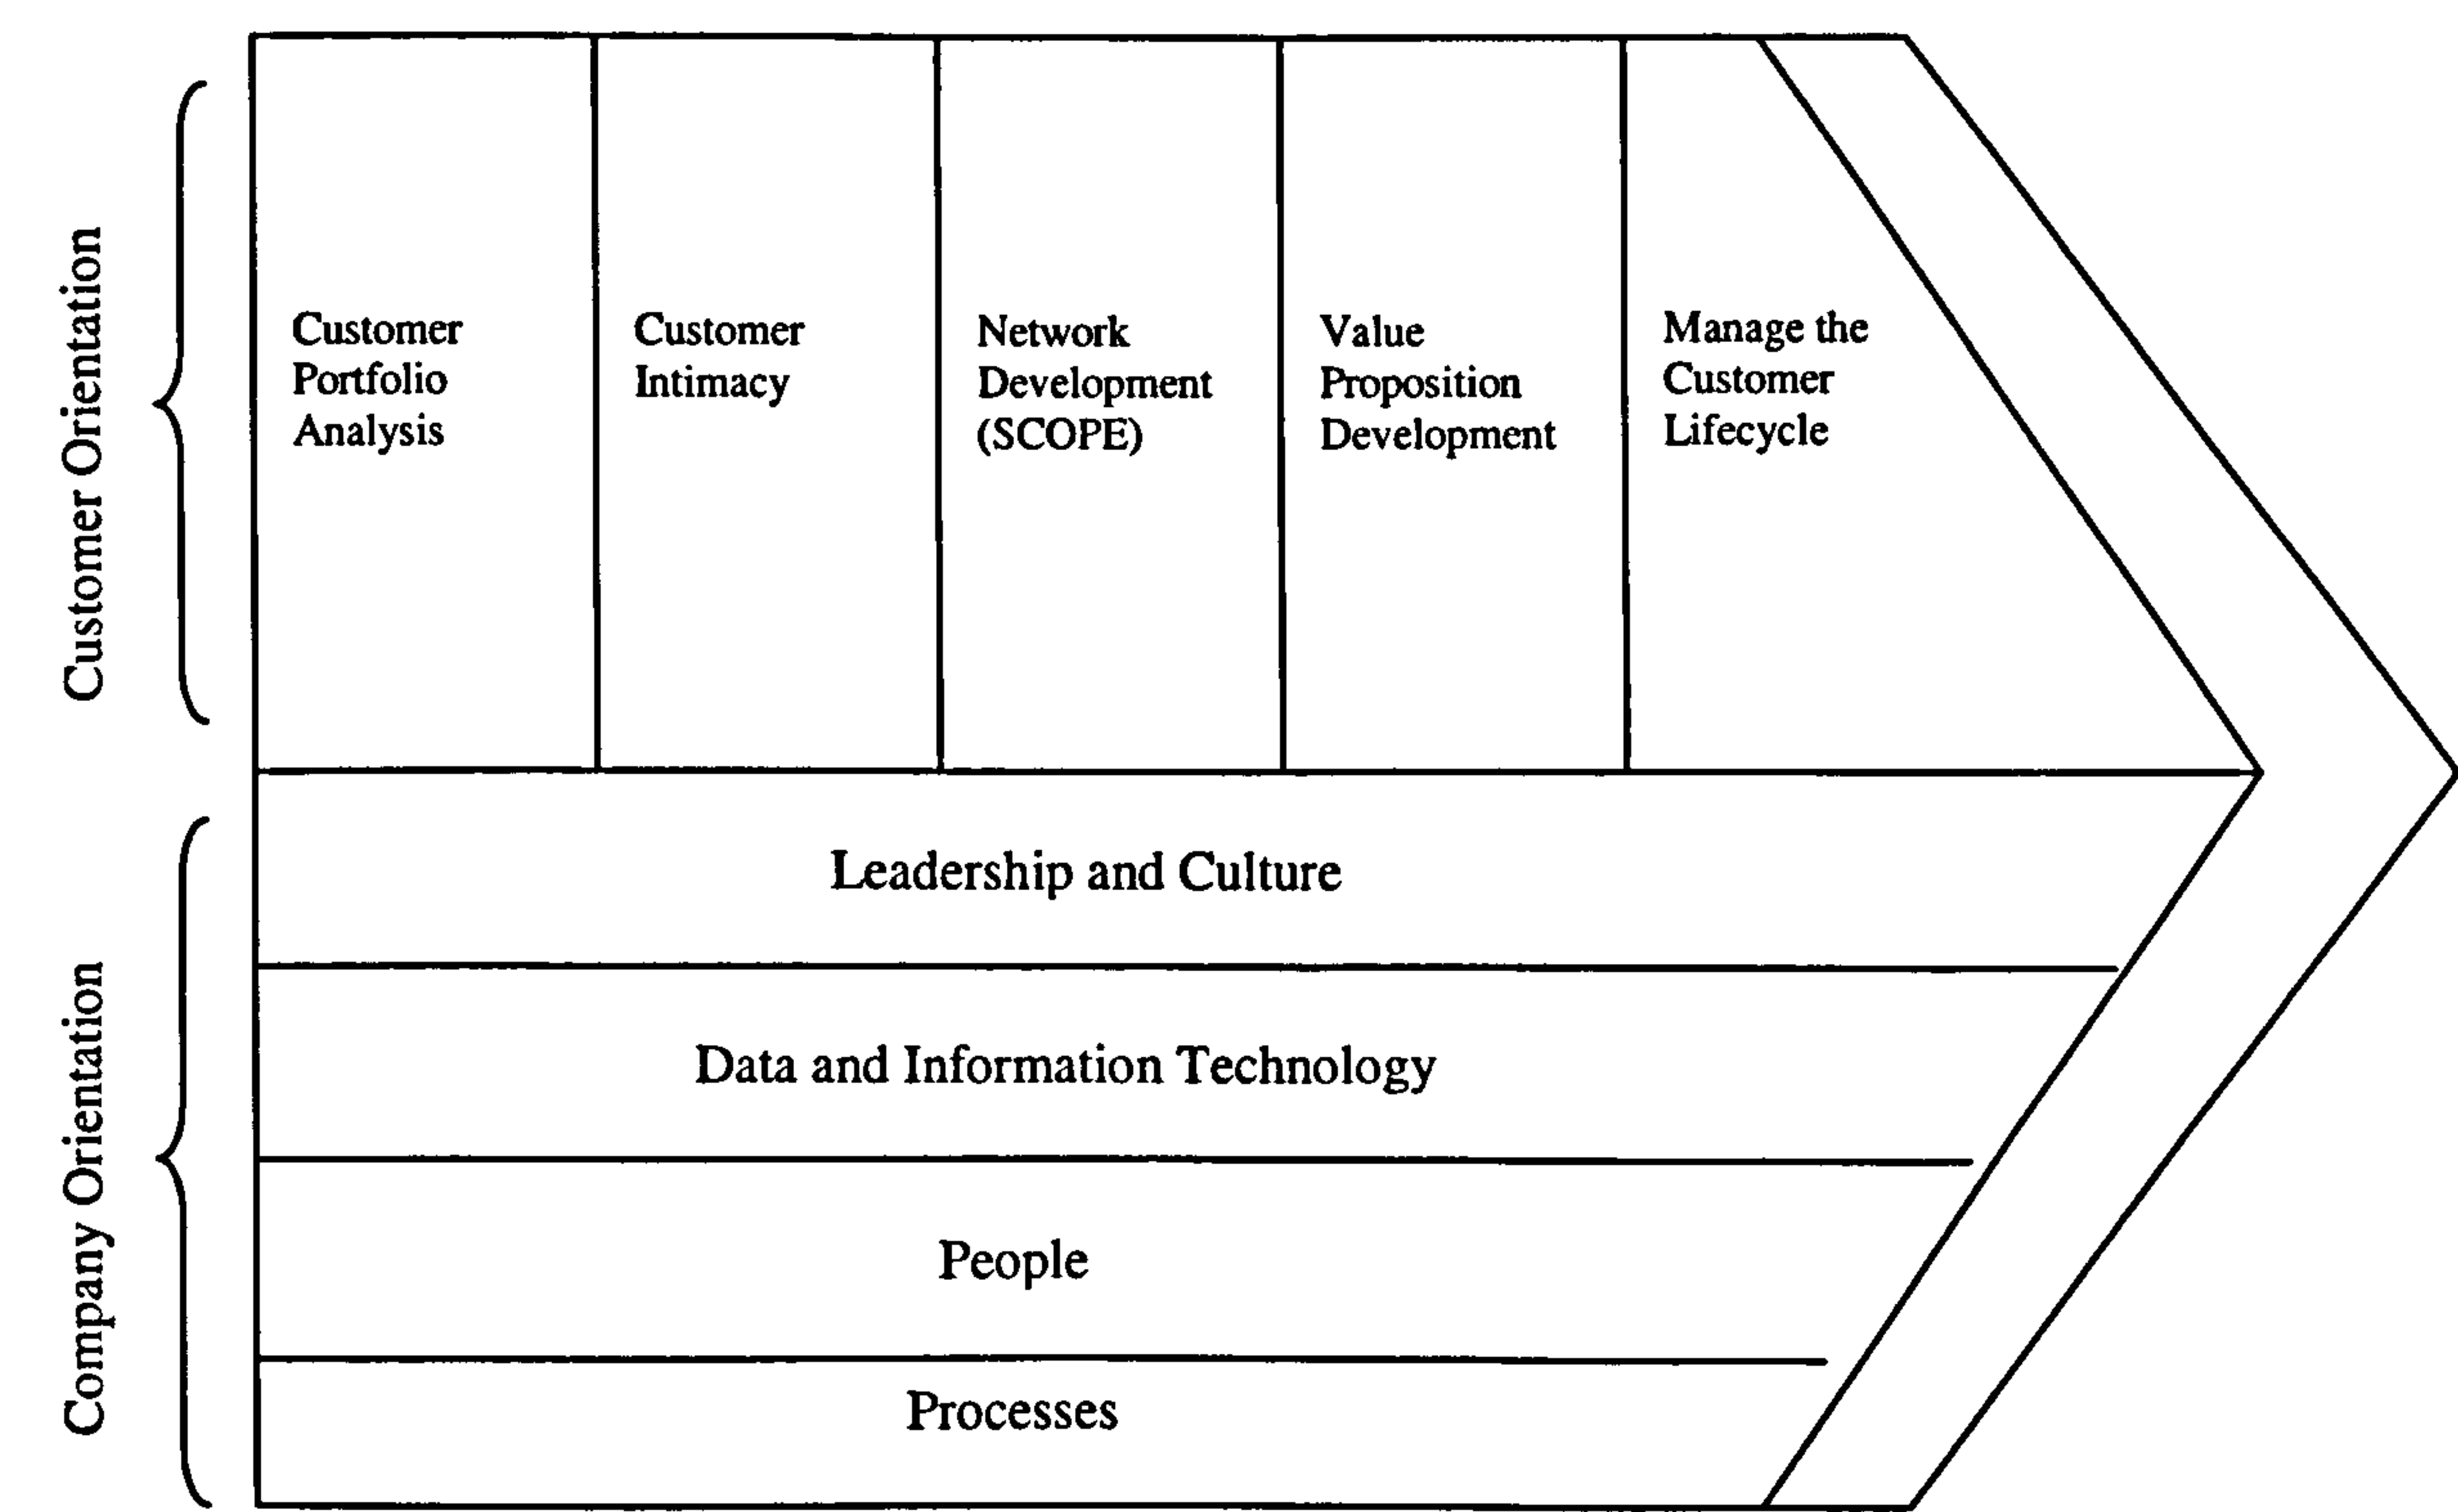 Customer Orientation
Customer
Portfolio
Analysis
Customer
Intimacy
Network
Development
(SCOPE)
Value
Proposition
Development
Manage the
Customer
Lifecycle
Company Orientation
Leadership and Culture
Data and Information Technology
People
Processes